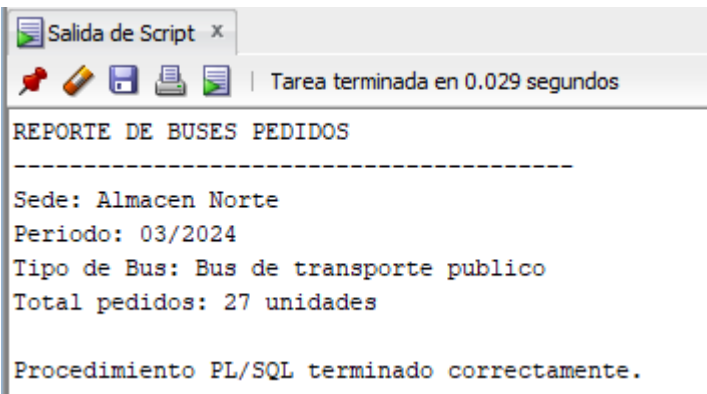 Salida de Script x
Tarea terminada en 0.029 segundos
REPORTE DE BUSES PEDIDOS
----------------------------------------
Sede: Almacen Norte
Periodo: 03/2024
Tipo de Bus: Bus de transporte publico
Total pedidos: 27 unidades
Procedimiento PL/SQL terminado correctamente.